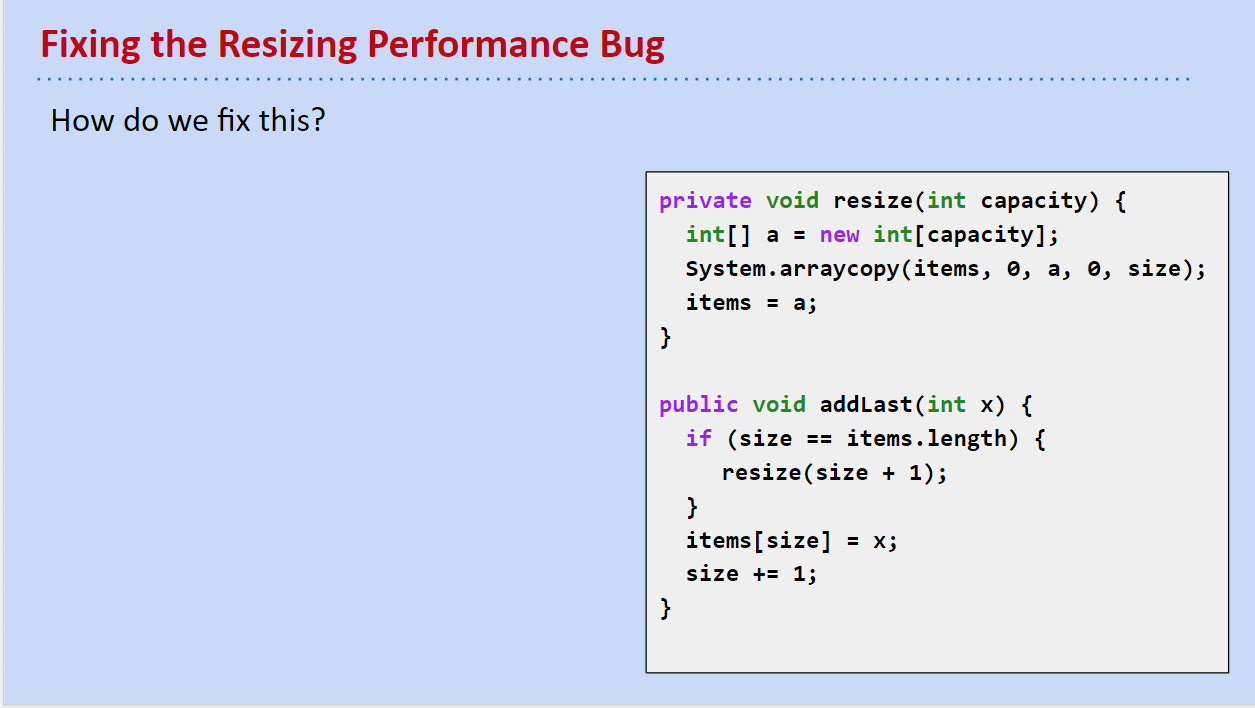 Fixing the Resizing Performance Bug
How do we fix this?
private void resize(int capacity) {
int[] a = new int[capacity];
System.arraycopy(items, 0, a, 0, size);
items = a;
}
public void addLast(int x) {
if (size == items.length) {
resize(size + 1);
}
items[size] = x;
size += 1;
}